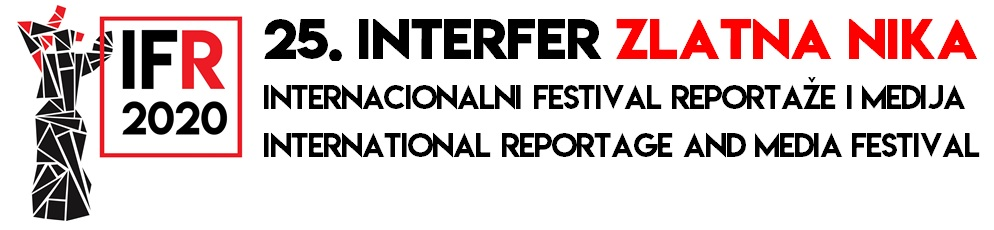 IFR
2020
25. INTERFER ZLATNA NIKA
INTERNACIONALNI FESTIVAL REPORTAŽE I MEDIJA
INTERNATIONAL REPORTAGE AND MEDIA FESTIVAL